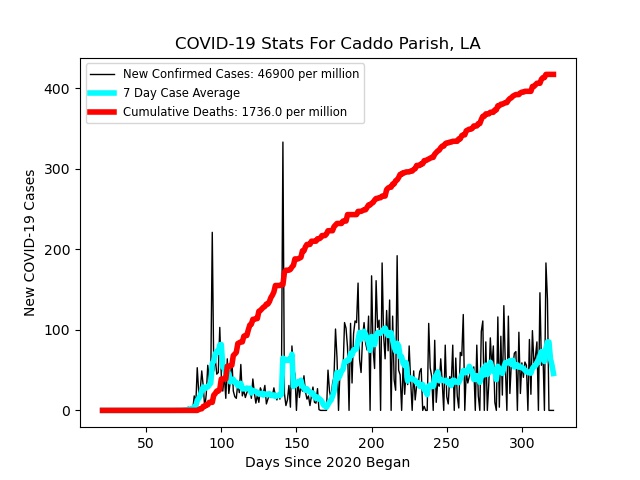 COVID-19 Stats For Caddo Parish, LA
New Confirmed Cases: 46900 per million
7 Day Case Average
Cumulative Deaths: 1736.0 per million
New COVID-19 Cases
400
300
200
100
0
50 100 150 200 250 300
Days Since 2020 Began